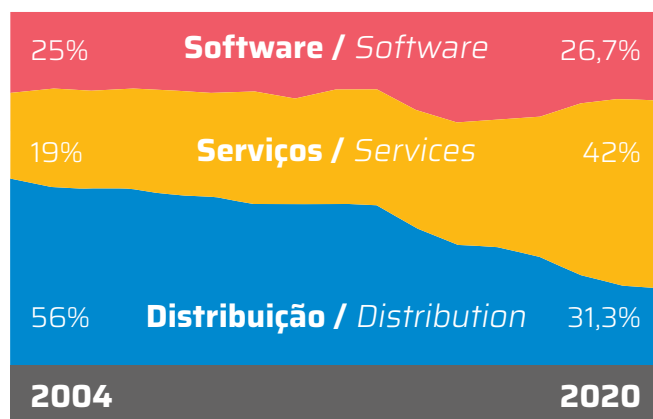 25% Software / Software 26,7%
19% Serviços / Services 42%
56% Distribuição / Distribution 31,3%
2004 2020